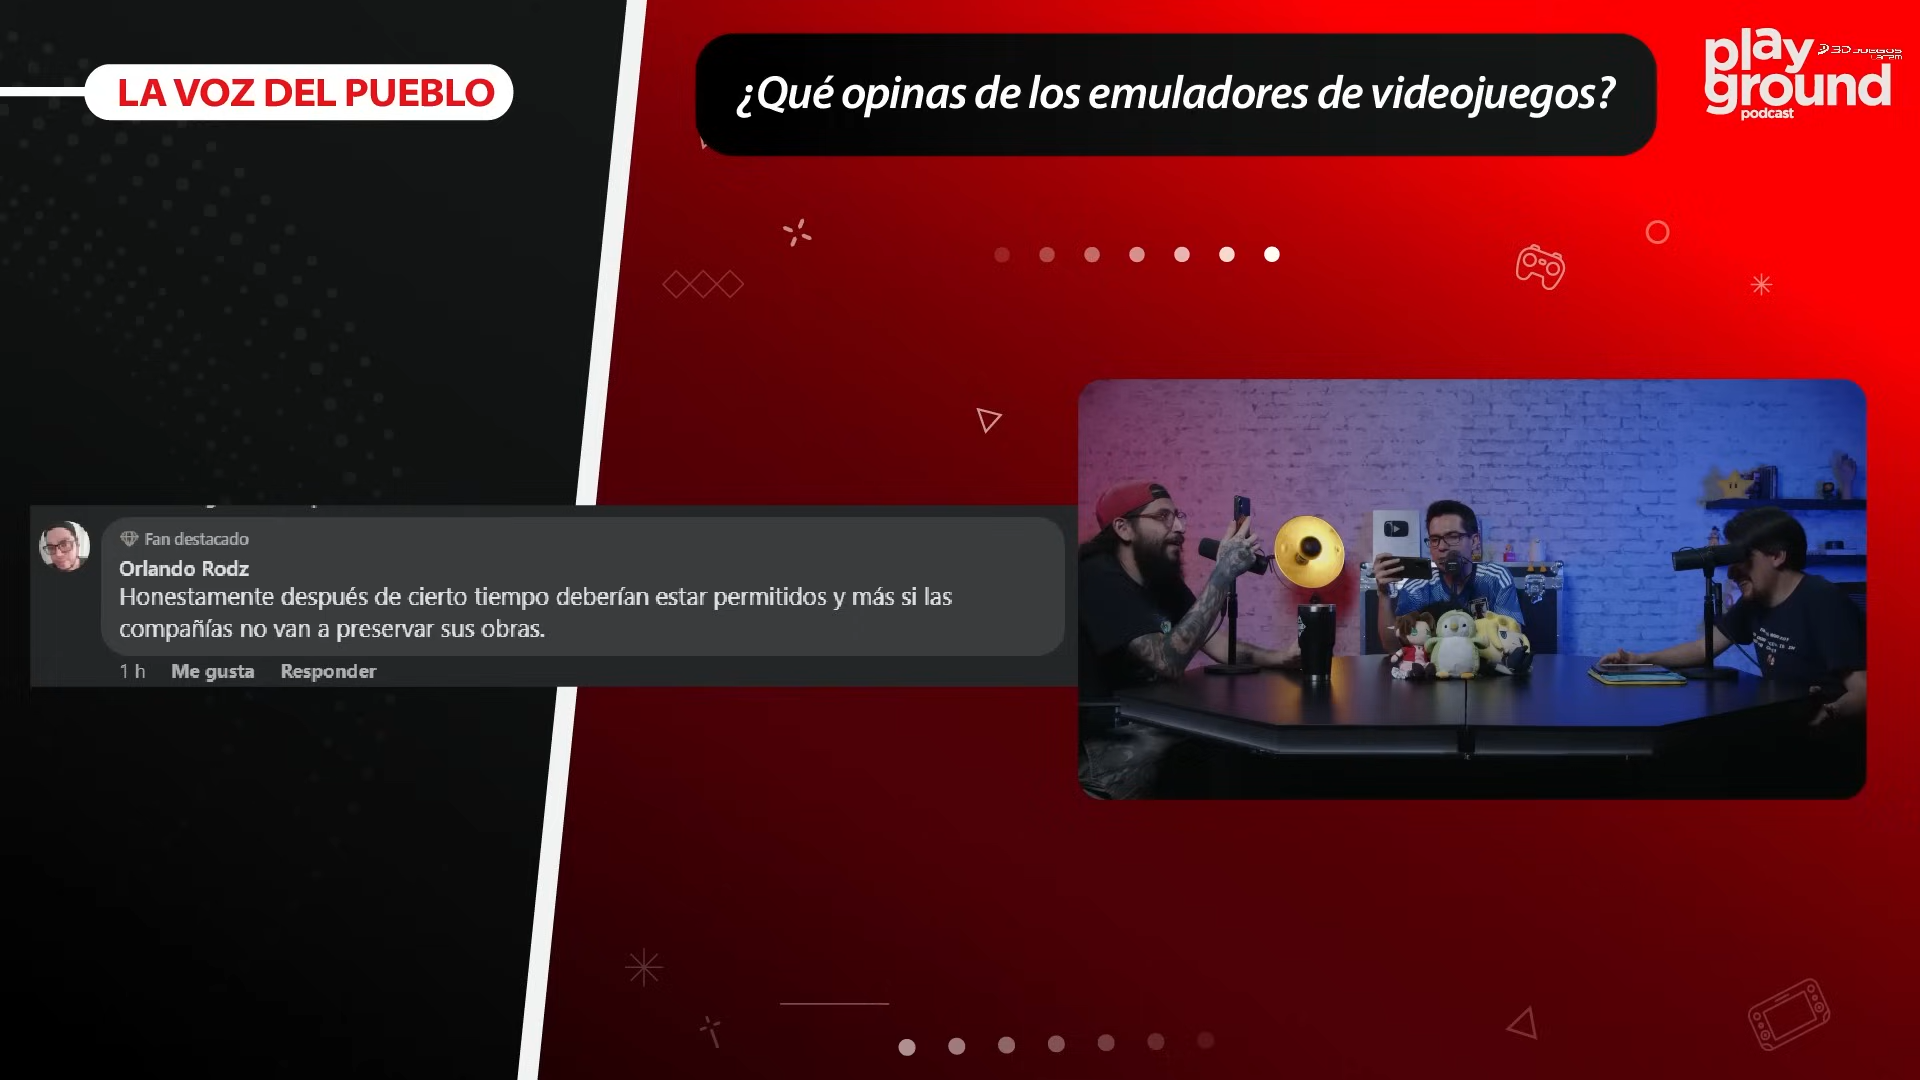 LA VOZ DEL PUEBLO
¿Qué opinas de los emuladores de videojuegos?
play
3DJUEGOS
LATAM
ground
podcast
Fan destacado
Orlando Rodz
Honestamente después de cierto tiempo deberían estar permitidos y más si las
compañías no van a preservar sus obras.
1 h Me gusta Responder